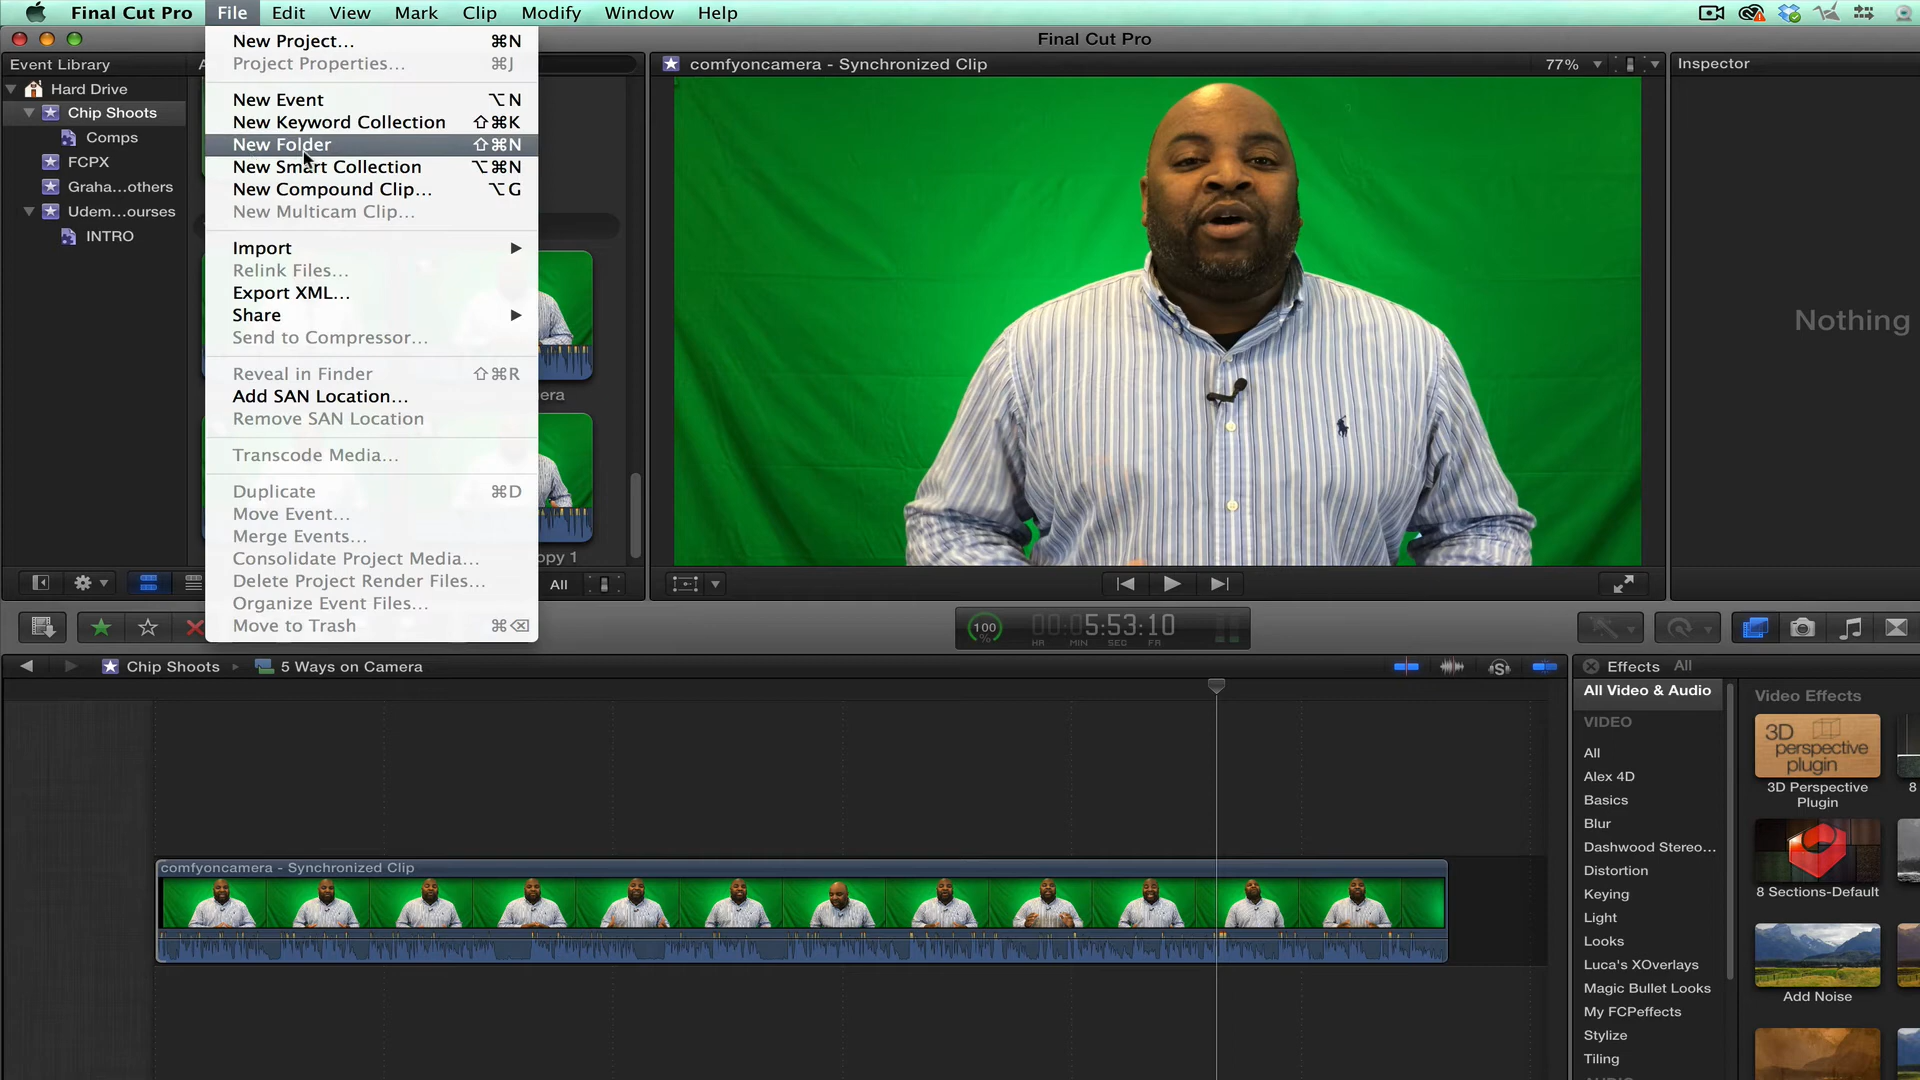 Final Cut Pro File Edit View Mark Clip Modify Window Help
Final Cut Pro
Event Library
Hard Drive
Chip Shoots
Comps
FCPX
Graha...others
Udem...ourses
INTRO
New Project... ⌘N
Project Properties... ⌘J
New Event ⌥N
New Keyword Collection ⇧⌘K
New Folder ⇧⌘N
New Smart Collection ⌥⌘N
New Compound Clip... ⌥G
New Multicam Clip...
Import
Relink Files...
Export XML...
Share
Send to Compressor...
Reveal in Finder ⇧⌘R
Add SAN Location...
Remove SAN Location
Transcode Media...
Duplicate ⌘D
Move Event...
Merge Events...
Consolidate Project Media...
Delete Project Render Files...
Organize Event Files...
Move to Trash ⌘⌫
era
opy 1
All
comfyoncamera - Synchronized Clip 77%
Inspector
Nothing
100 %
00:05:53:10
HR MIN SEC FR
Chip Shoots 5 Ways on Camera
comfyoncamera - Synchronized Clip
Effects All
All Video & Audio
VIDEO
All
Alex 4D
Basics
Blur
Dashwood Stereo...
Distortion
Keying
Light
Looks
Luca's XOverlays
Magic Bullet Looks
My FCPeffects
Stylize
Tiling
Video Effects
3D perspective plugin
3D Perspective Plugin
8
8 Sections-Default
Add Noise